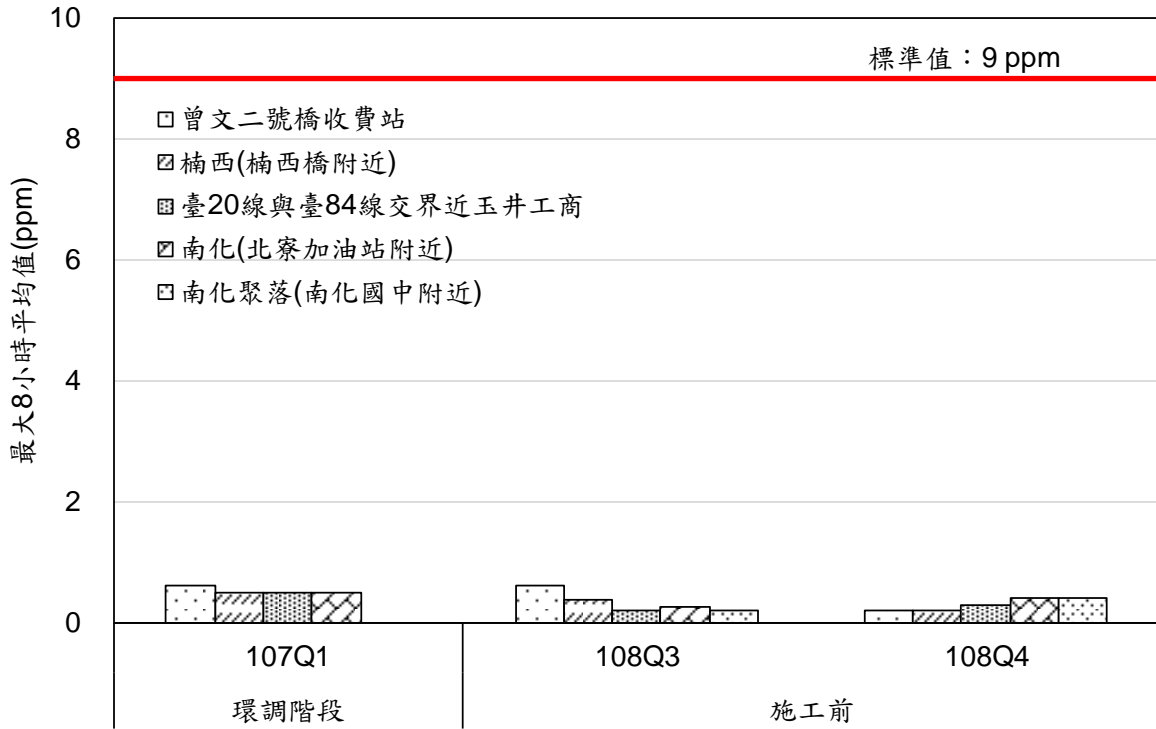 10
標準值：9 ppm
8
□曾文二號橋收費站
楠西(楠西橋附近)
臺20線與臺84線交界近玉井工商
南化(北寮加油站附近)
南化聚落(南化國中附近)
6
4
2
0
最大8小時平均值(ppm)
107Q1 108Q3 108Q4
環調階段 施工前